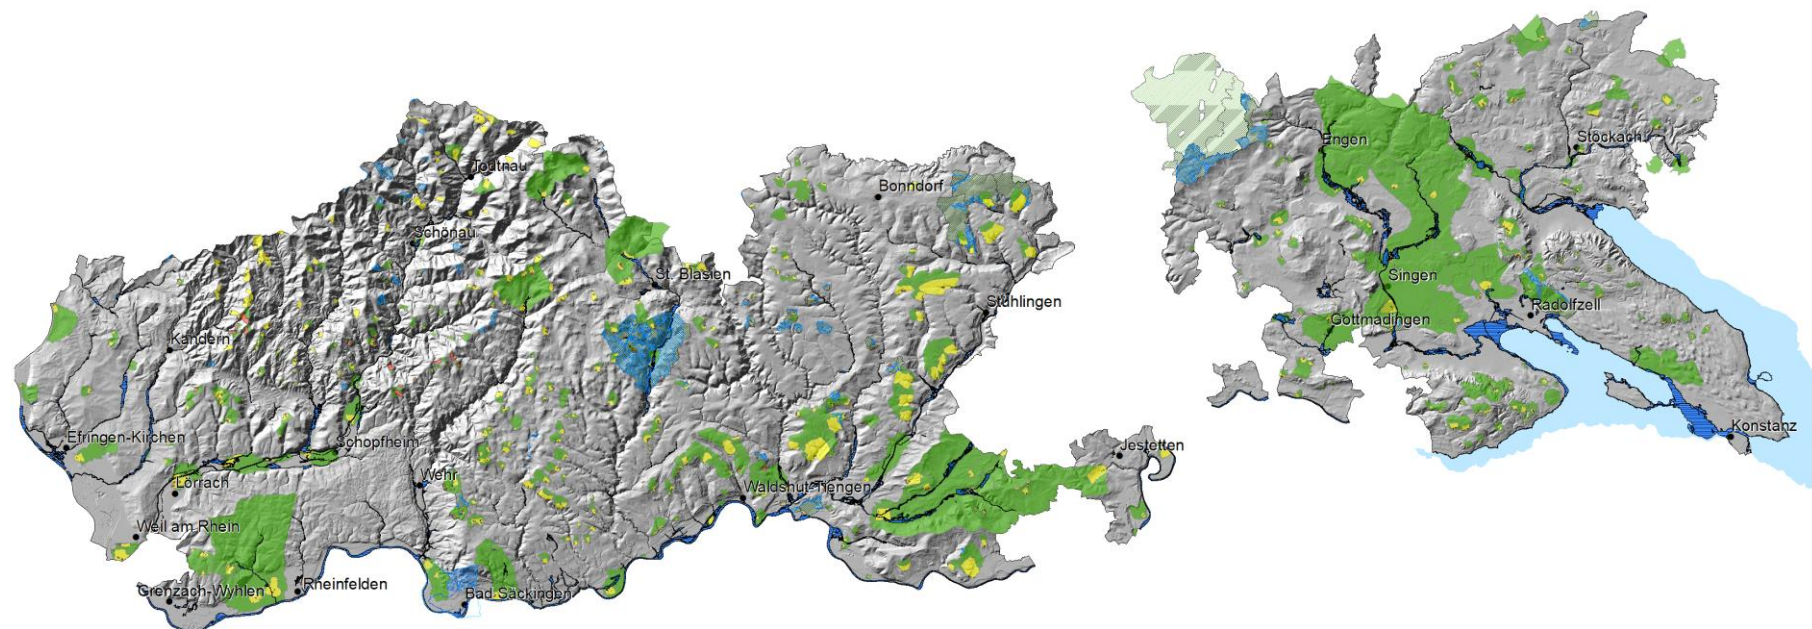 Todtnau
Bonndorf
Schönau
St. Blasien
Stühlingen
Kandern
Efringen-Kirchen
Schopfheim
Jestetten
Lörrach
Wehr
Waldshut-Tiengen
Weil am Rhein
Grenzach-Wyhlen
Rheinfelden
Bad Säckingen
Engen
Stockach
Singen
Radolfzell
Gottmadingen
Konstanz